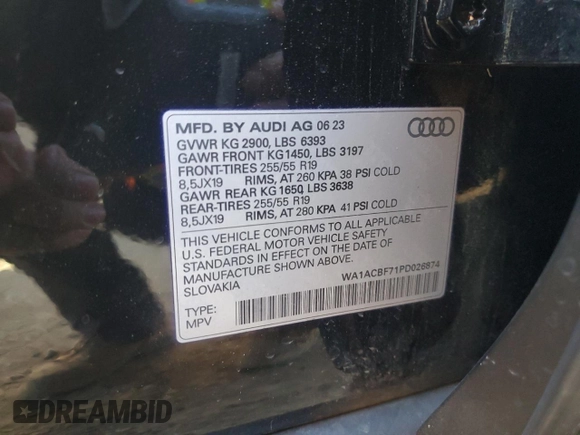 MFD. BY AUDI AG 06 23
GVWR KG 2900, LBS 6393
GAWR FRONT KG1450, LBS 3197
FRONT-TIRES 255/55 R19
8,5JX19 RIMS, AT 260 KPA 38 PSI COLD
GAWR REAR KG 1650, LBS 3638
REAR-TIRES 255/55 R19
8,5JX19 RIMS, AT 280 KPA 41 PSI COLD
THIS VEHICLE CONFORMS TO ALL APPLICABLE
U.S. FEDERAL MOTOR VEHICLE SAFETY
STANDARDS IN EFFECT ON THE DATE OF
MANUFACTURE SHOWN ABOVE.
SLOVAKIA
WA1ACBF71PD026874
TYPE:
MPV
DREAMBID